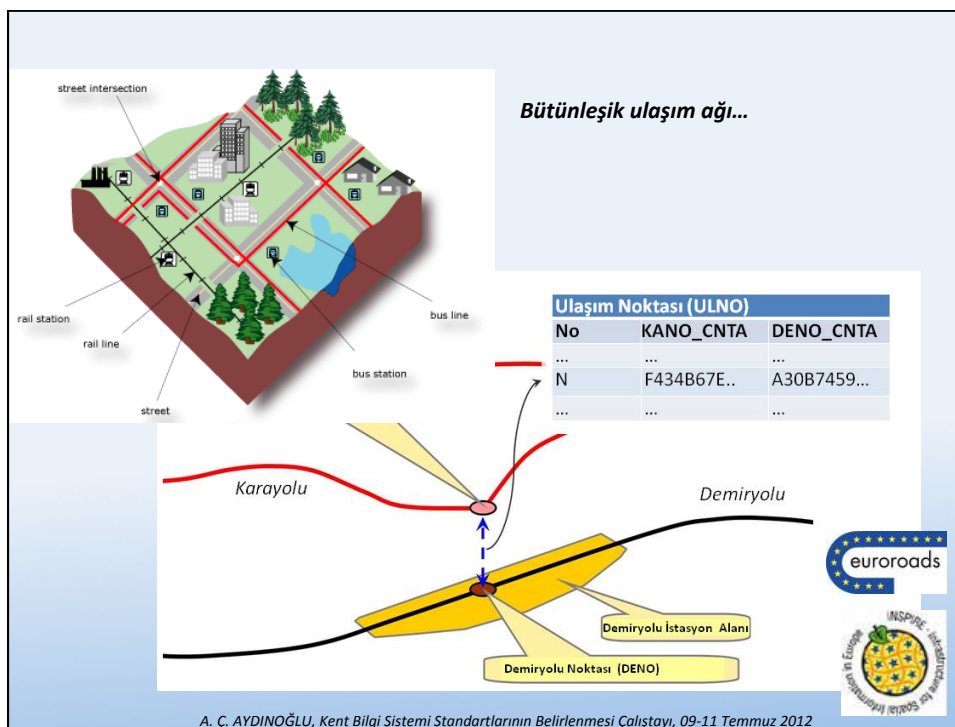 street intersection
Bütünleşik ulaşım ağı...
rail station
rail line
street
bus line
bus station
Ulaşım Noktası (ULNO)
No KANO_CNTA DENO_CNTA
... ... ...
N F434B67E.. A30B7459...
... ... ...
Karayolu
Demiryolu
Demiryolu İstasyon Alanı
Demiryolu Noktası (DENO)
euroroads
INSPIRE - Infrastructure for Spatial Information in Europe
A. Ç. AYDINOĞLU, Kent Bilgi Sistemi Standartlarının Belirlenmesi Çalıştayı, 09-11 Temmuz 2012